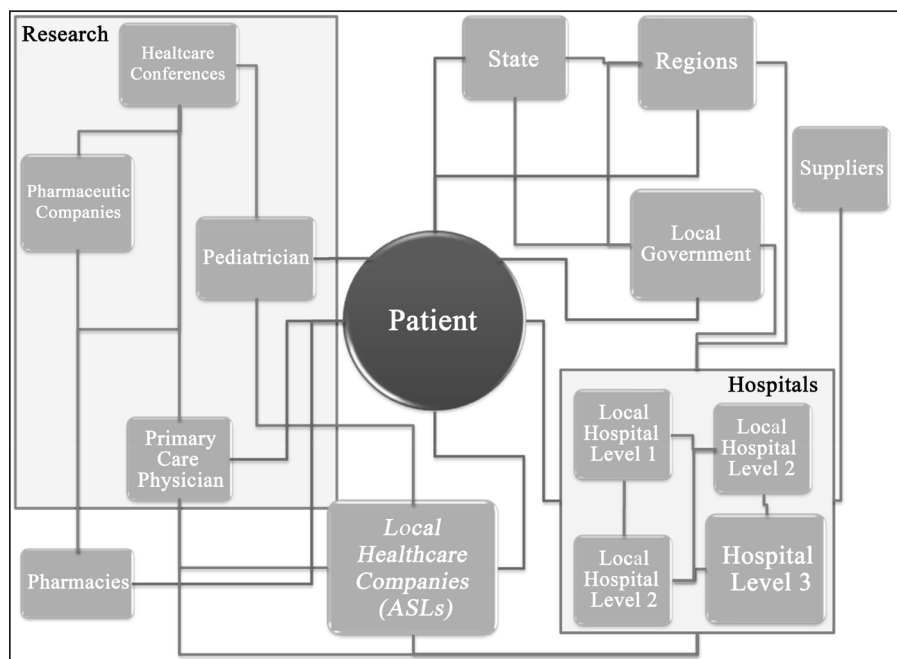 Research
Healtcare
Conferences
Pharmaceutic
Companies
Pediatrician
Primary
Care
Physician
Pharmacies
State
Regions
Suppliers
Local
Government
Patient
Local
Healthcare
Companies
(ASLs)
Hospitals
Local
Hospital
Level 1
Local
Hospital
Level 2
Local
Hospital
Level 2
Hospital
Level 3